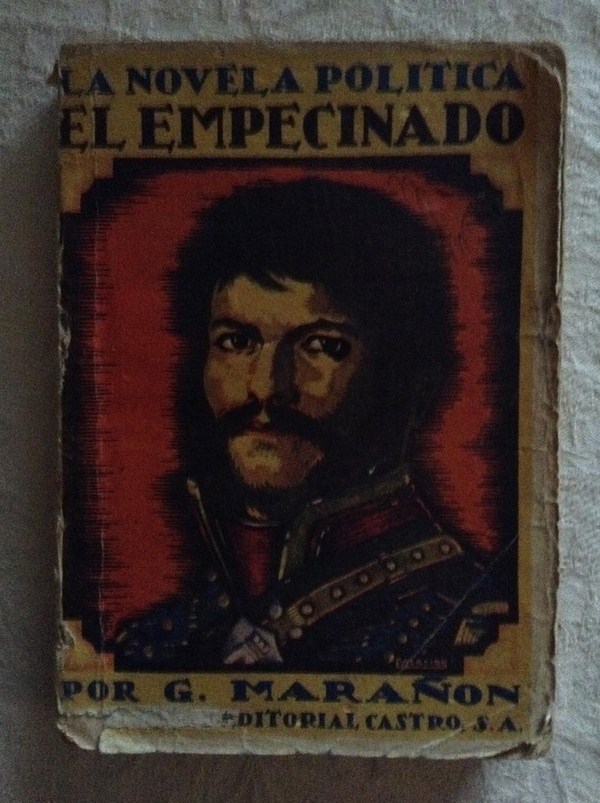 LA NOVELA POLITICA
EL EMPECINADO
POR G. MARAÑON
EDITORIAL CASTRO, S.A.